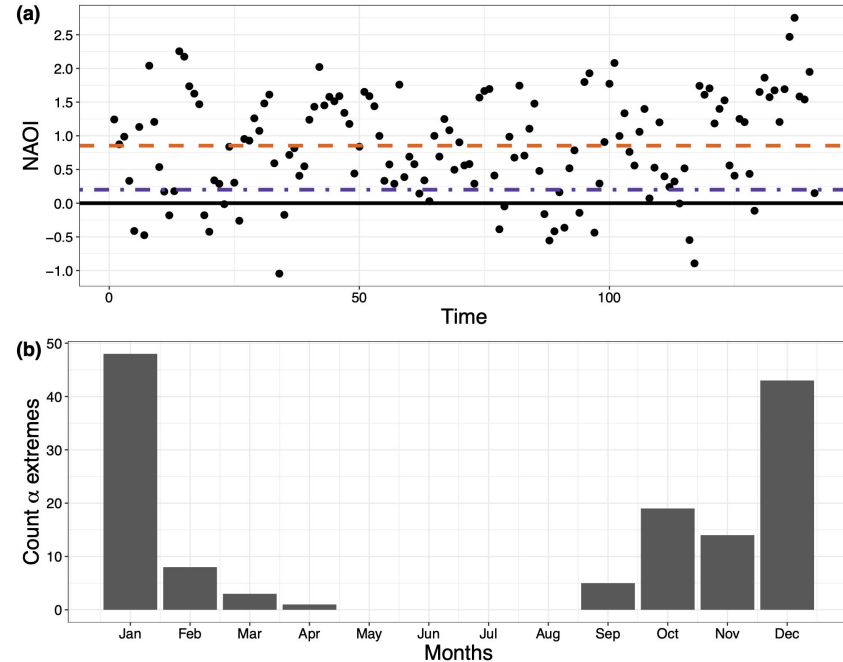 (a)
NAOI
2.5
2.0
1.5
1.0
0.5
0.0
−0.5
−1.0
0 50 100
Time
(b)
Count α extremes
50
40
30
20
10
0
Jan Feb Mar Apr May Jun Jul Aug Sep Oct Nov Dec
Months